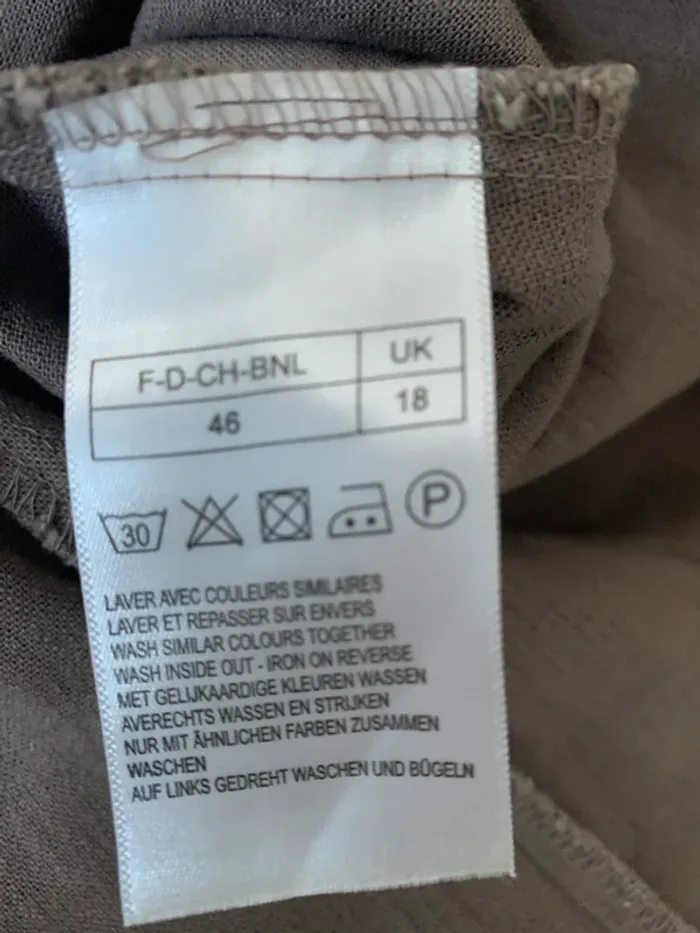 F-D-CH-BNL UK
46 18
30 P
LAVER AVEC COULEURS SIMILAIRES
LAVER ET REPASSER SUR ENVERS
WASH SIMILAR COLOURS TOGETHER
WASH INSIDE OUT - IRON ON REVERSE
MET GELIJKAARDIGE KLEUREN WASSEN
AVERECHTS WASSEN EN STRIJKEN
NUR MIT ÄHNLICHEN FARBEN ZUSAMMEN
WASCHEN
AUF LINKS GEDREHT WASCHEN UND BÜGELN